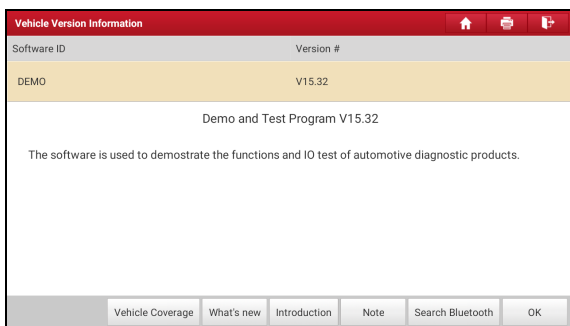 Vehicle Version Information
Software ID Version #
DEMO V15.32
Demo and Test Program V15.32
The software is used to demostrate the functions and IO test of automotive diagnostic products.
Vehicle Coverage What's new Introduction Note Search Bluetooth OK